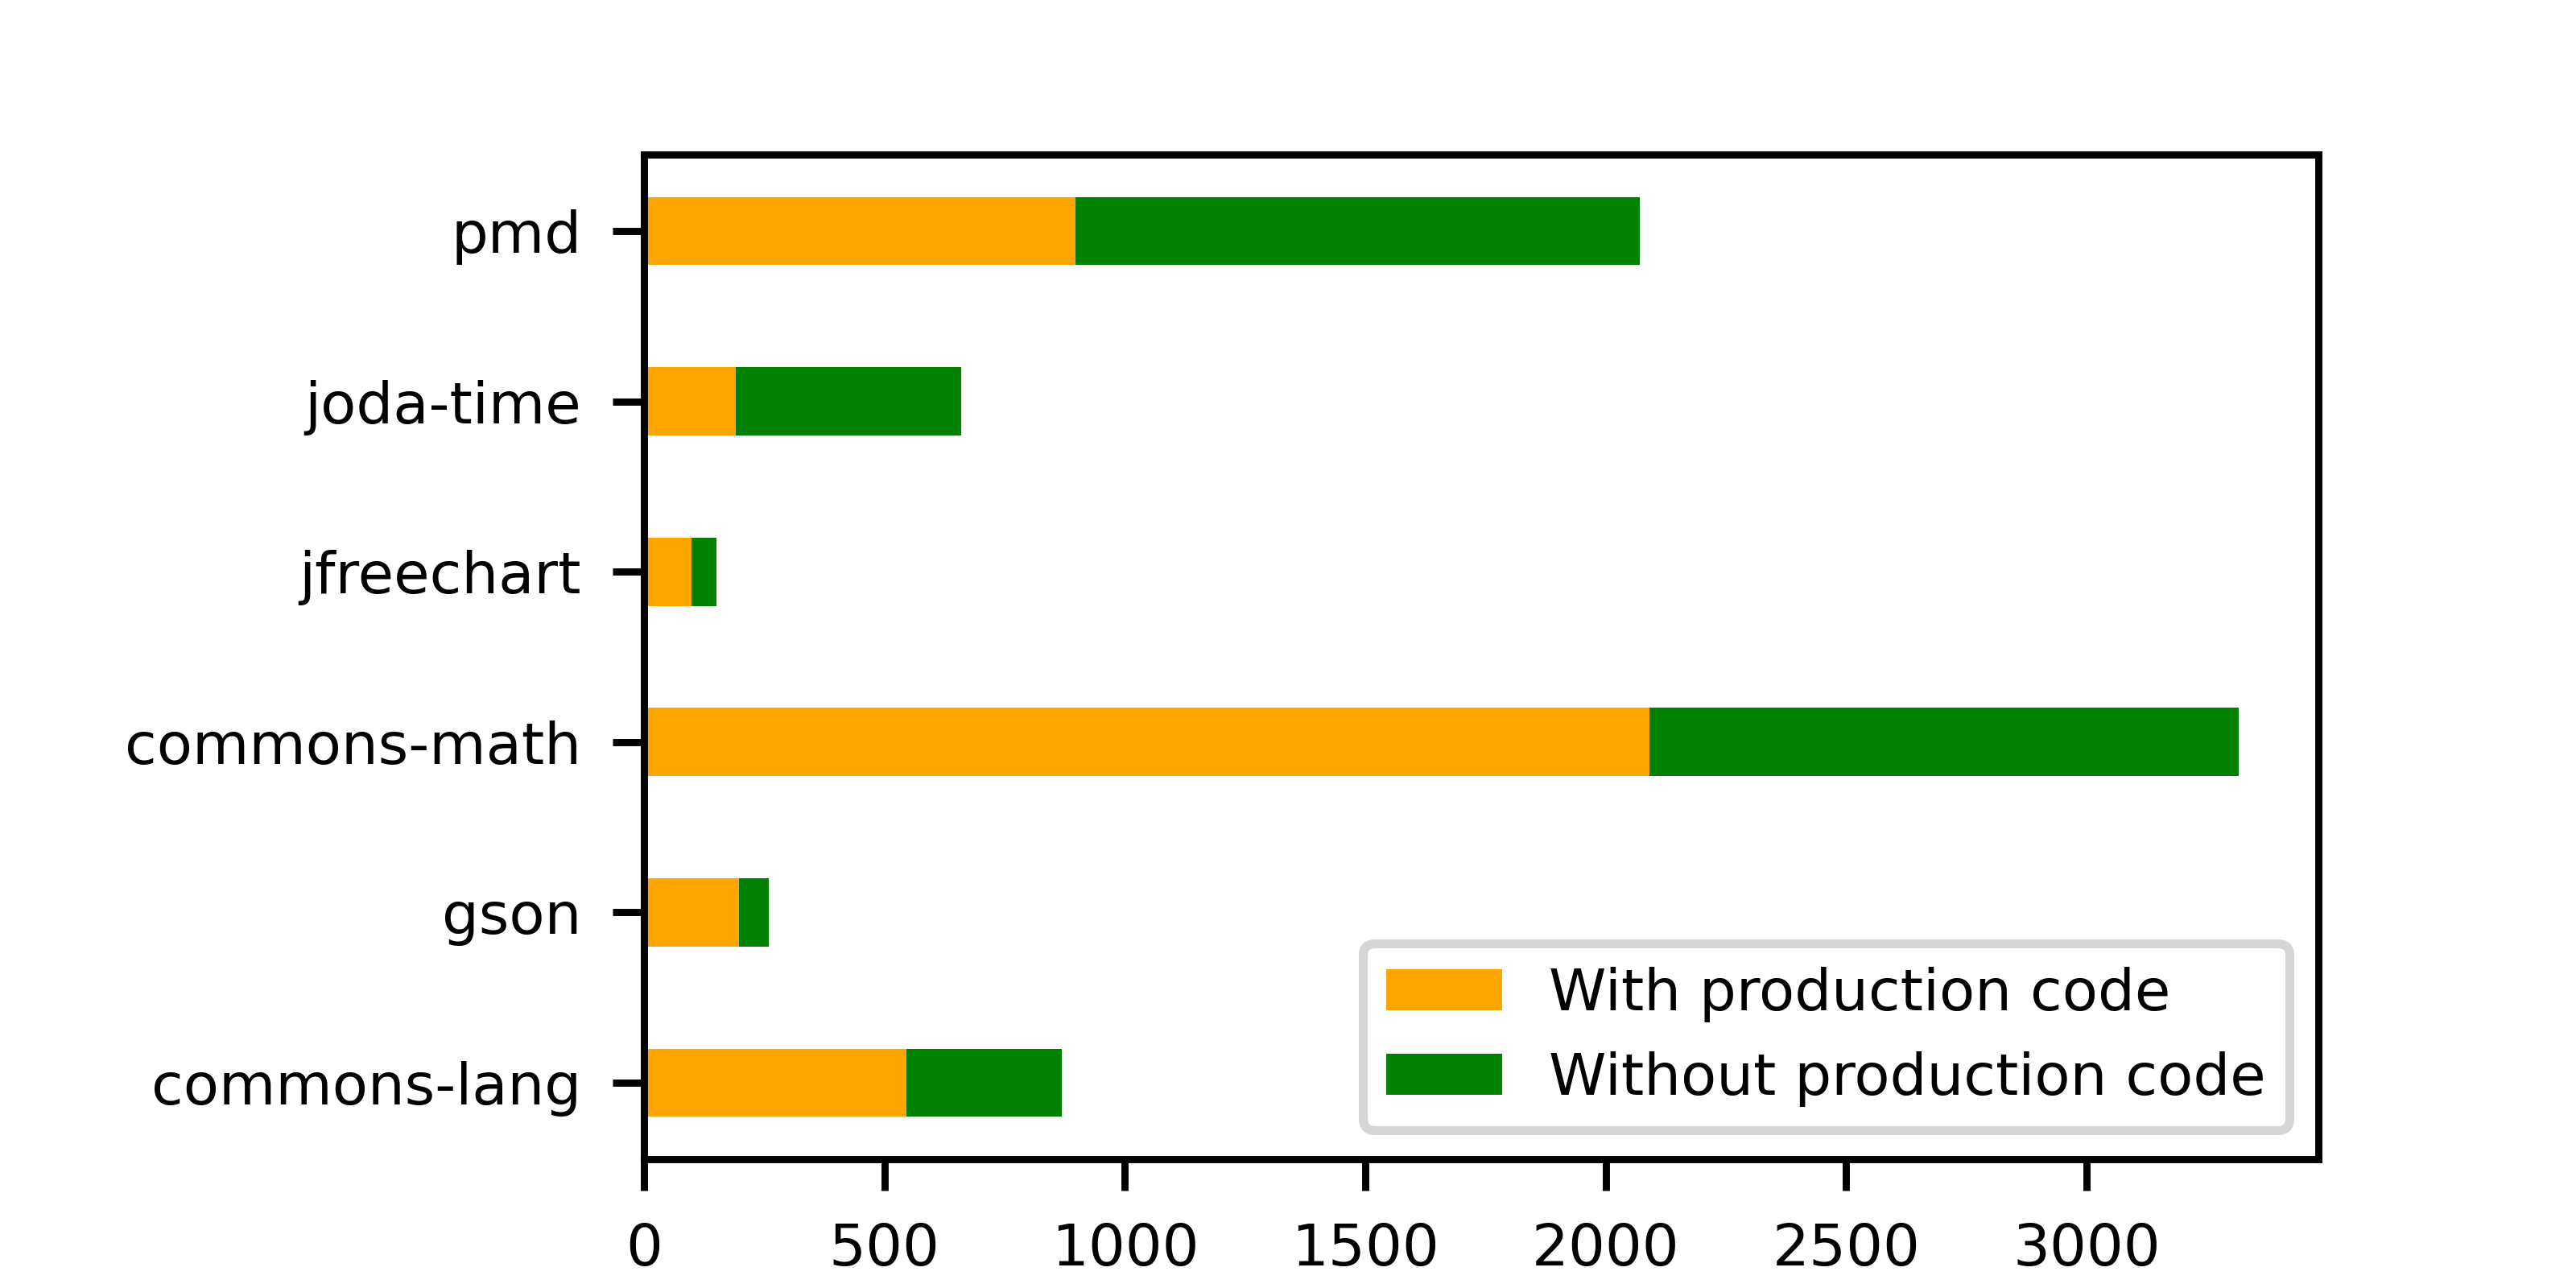 pmd
joda-time
jfreechart
commons-math
gson
commons-lang
With production code
Without production code
0 500 1000 1500 2000 2500 3000